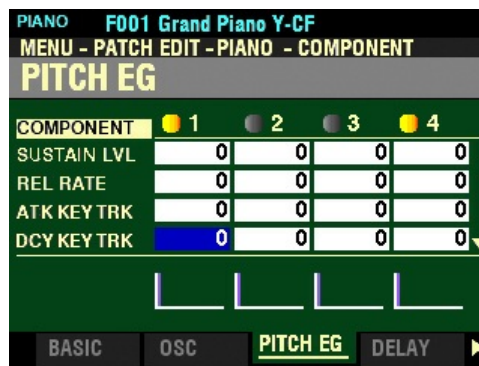 PIANO F001 Grand Piano Y-CF
MENU - PATCH EDIT - PIANO - COMPONENT
PITCH EG
COMPONENT 1 2 3 4
SUSTAIN LVL 0 0 0 0
REL RATE 0 0 0 0
ATK KEY TRK 0 0 0 0
DCY KEY TRK 0 0 0 0
BASIC OSC PITCH EG DELAY